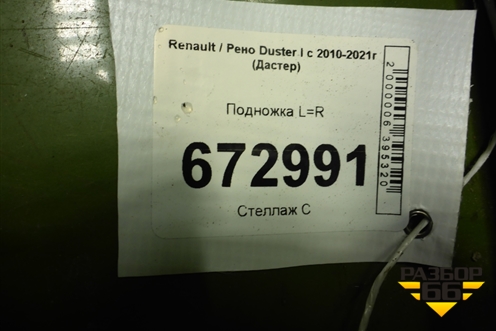 Renault / Рено Duster I с 2010-2021г
(Дастер)
Подножка L=R
672991
Стеллаж С
2000006395320
РАЗБОР
66